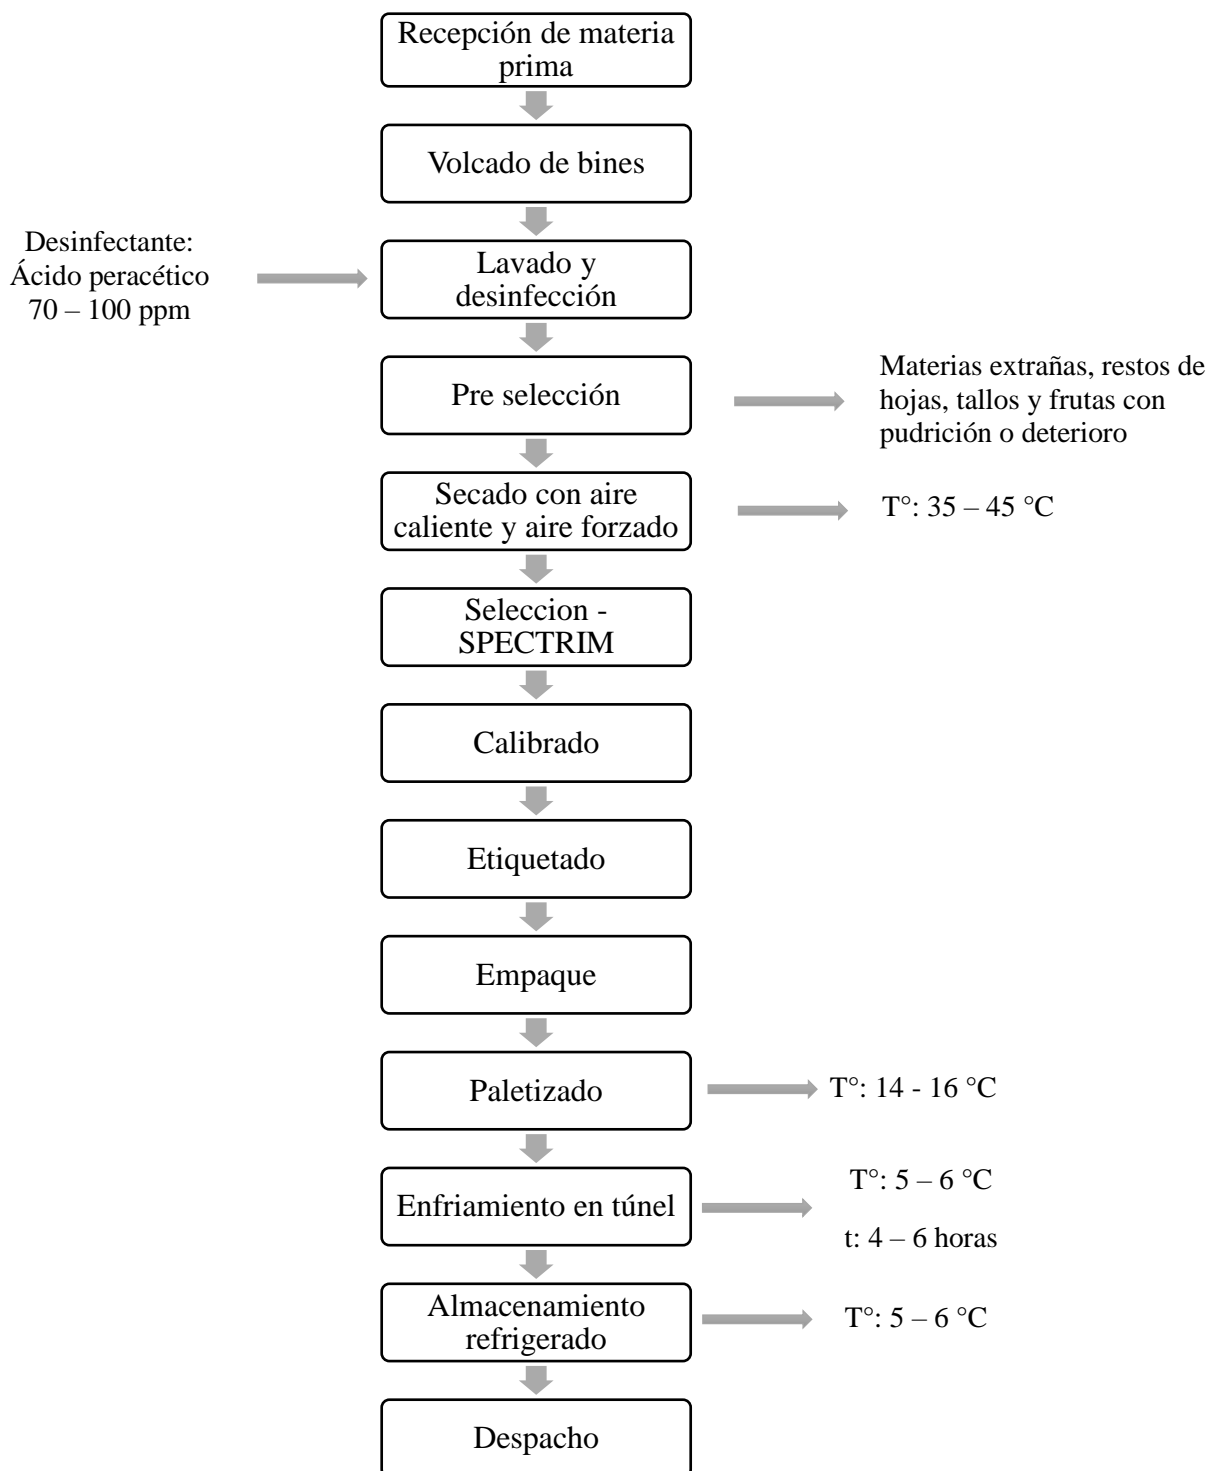 Recepción de materia
prima
Volcado de bines
Desinfectante:
Ácido peracético
70 – 100 ppm
Lavado y
desinfección
Pre selección
Materias extrañas, restos de
hojas, tallos y frutas con
pudrición o deterioro
Secado con aire
caliente y aire forzado
T°: 35 – 45 °C
Seleccion -
SPECTRIM
Calibrado
Etiquetado
Empaque
Paletizado
T°: 14 - 16 °C
Enfriamiento en túnel
T°: 5 – 6 °C
t: 4 – 6 horas
Almacenamiento
refrigerado
T°: 5 – 6 °C
Despacho